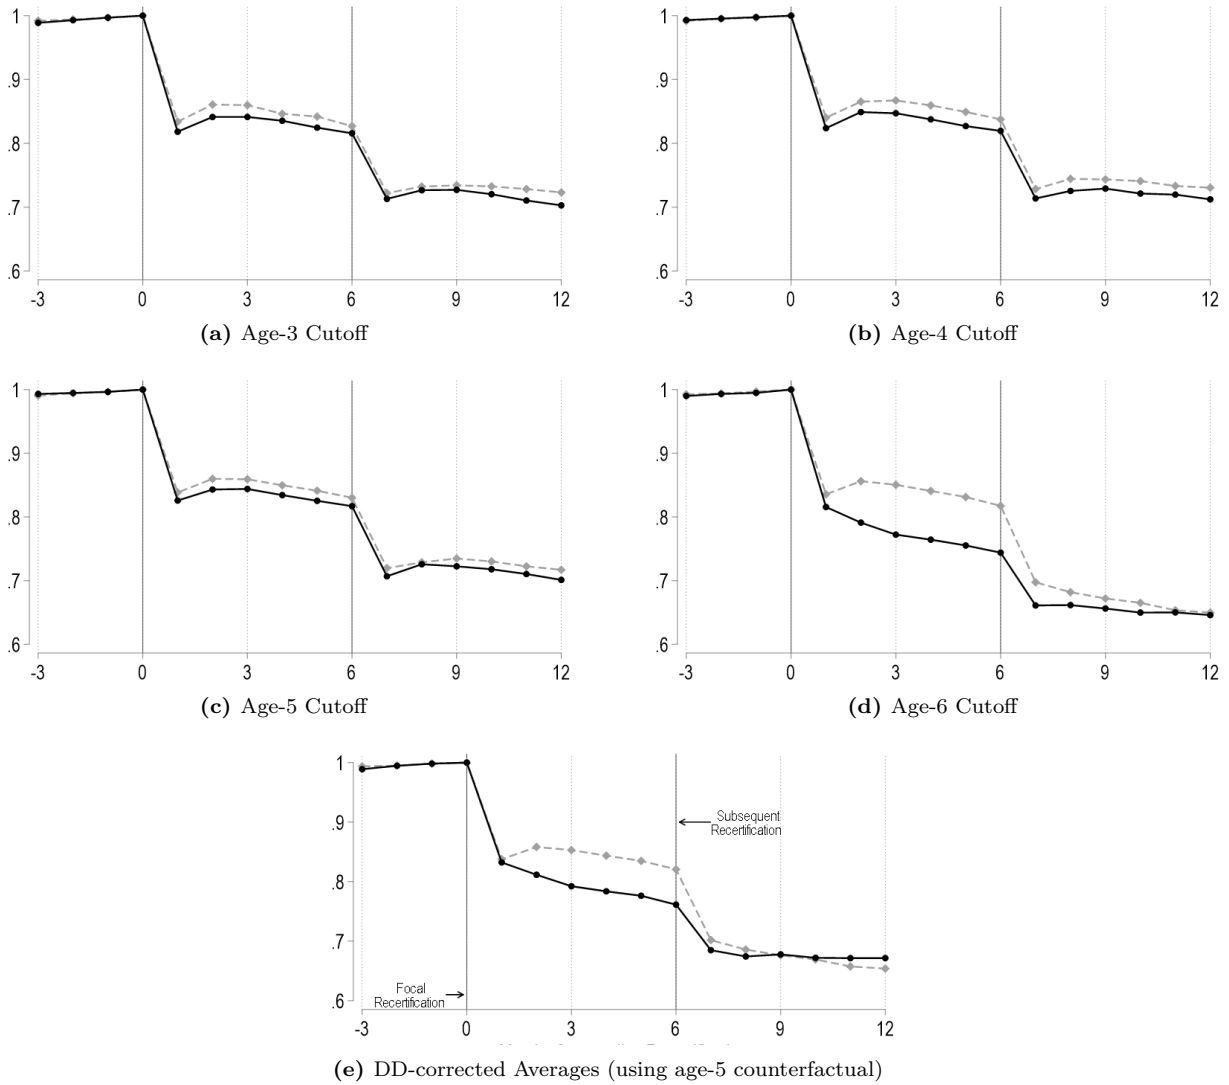 1
.9
.8
.7
.6
-3 0 3 6 9 12
(a) Age-3 Cutoff
1
.9
.8
.7
.6
-3 0 3 6 9 12
(b) Age-4 Cutoff
1
.9
.8
.7
.6
-3 0 3 6 9 12
(c) Age-5 Cutoff
1
.9
.8
.7
.6
-3 0 3 6 9 12
(d) Age-6 Cutoff
1
.9
.8
.7
.6
Subsequent
Recertification
Focal
Recertification
-3 0 3 6 9 12
(e) DD-corrected Averages (using age-5 counterfactual)